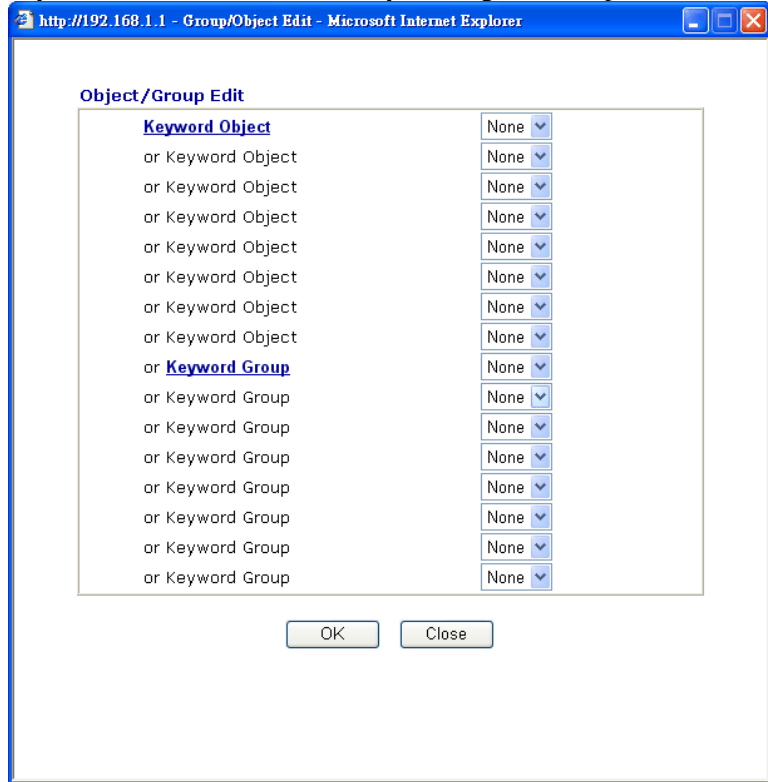 http://192.168.1.1 - Group/Object Edit - Microsoft Internet Explorer
Object/Group Edit
Keyword Object None
or Keyword Object None
or Keyword Object None
or Keyword Object None
or Keyword Object None
or Keyword Object None
or Keyword Object None
or Keyword Object None
or Keyword Group None
or Keyword Group None
or Keyword Group None
or Keyword Group None
or Keyword Group None
or Keyword Group None
or Keyword Group None
or Keyword Group None
OK Close